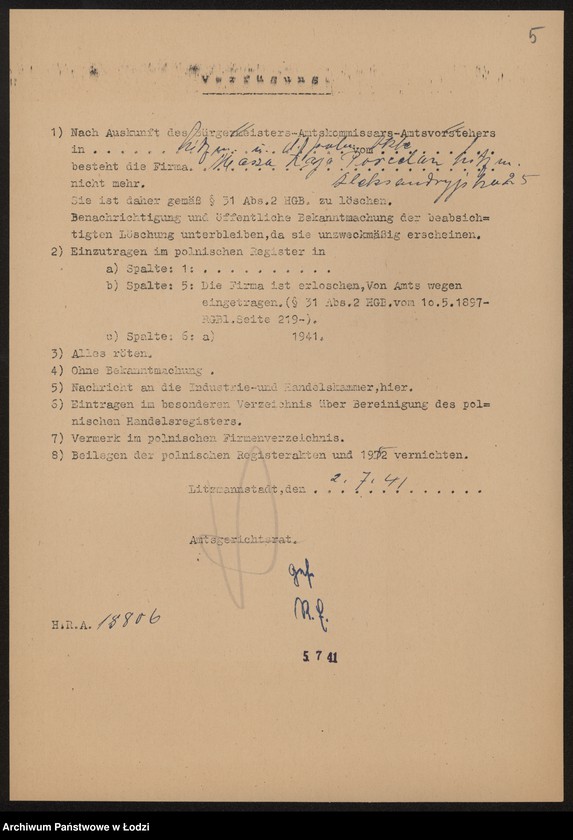 5
Verfügung.
1) Nach Auskunft des Bürgermeisters-Amtskommissars-Amtsvorstehers
in . . . . . . vom
besteht die Firma. Masza Kaga Porzellan
nicht mehr.
Sie ist daher gemäß § 31 Abs.2 HGB. zu löschen.
Benachrichtigung und öffentliche Bekanntmachung der beabsich=
tigten Löschung unterbleiben,da sie unzweckmäßig erscheinen.
2) Einzutragen im polnischen Register in
a) Spalte: 1: . . . . . . . . . .
b) Spalte: 5: Die Firma ist erloschen,Von Amts wegen
eingetragen.(§ 31 Abs.2 HGB.vom 1o.5.1897-
RGBl.Seite 219-).
c) Spalte: 6: a) 1941.
3) Alles röten.
4) Ohne Bekanntmachung .
5) Nachricht an die Industrie-und Handelskammer,hier.
6) Eintragen im besonderen Verzeichnis über Bereinigung des pol=
nischen Handelsregisters.
7) Vermerk im polnischen Firmenverzeichnis.
8) Beilagen der polnischen Registerakten und vernichten.
Litzmannstadt,den 2. 7. 41
Amtsgerichtsrat.
gef.
H.R.A. 18806
5 7 41
Archiwum Państwowe w Łodzi